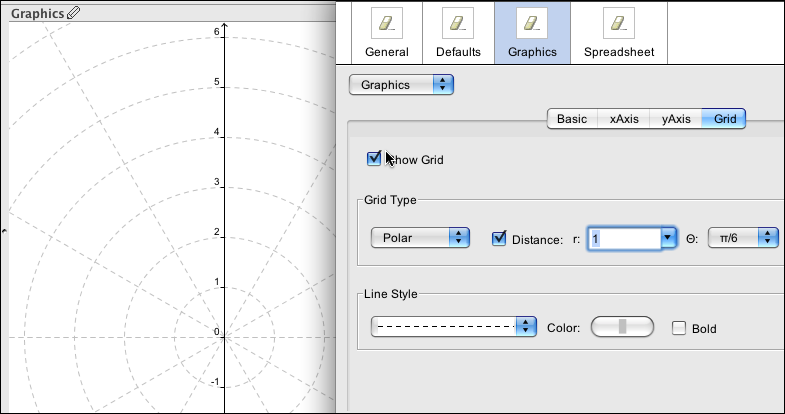 Graphics
6
5
4
3
2
1
0
-1
General Defaults Graphics Spreadsheet
Graphics
Basic xAxis yAxis Grid
Show Grid
Grid Type
Polar Distance: r: 1 Θ: π/6
Line Style
Color: Bold